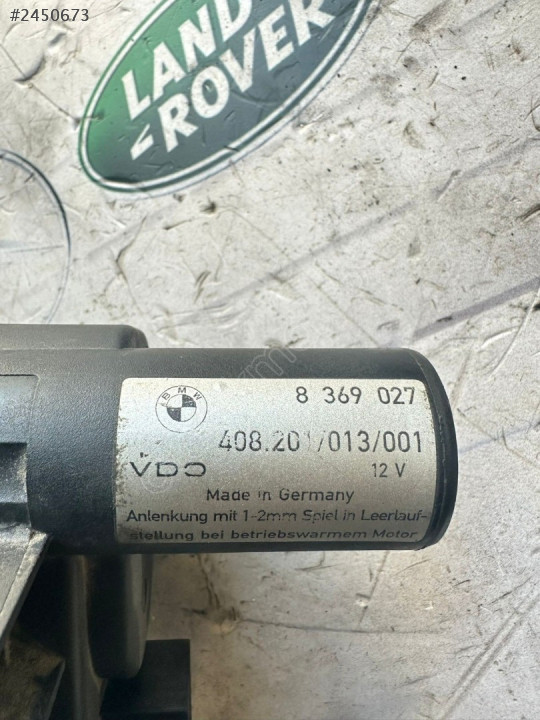 #2450673
LAND
ROVER
BMW
8 369 027
408.201/013/001
VDO
12 V
Made in Germany
Anlenkung mit 1-2mm Spiel in Leerlauf-
stellung bei betriebswarmem Motor